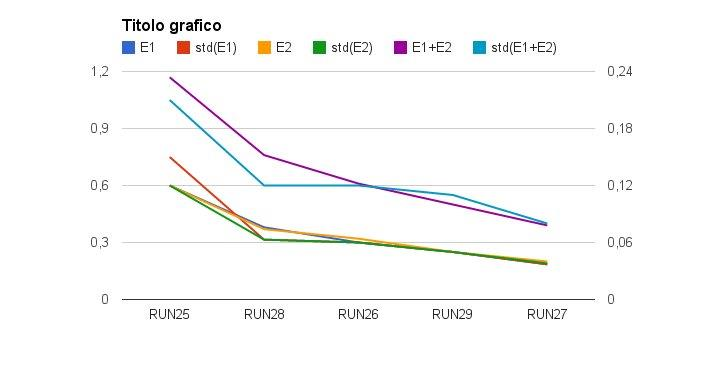 Titolo grafico
E1 std(E1) E2 std(E2) E1+E2 std(E1+E2)
1,2 0,24
0,9 0,18
0,6 0,12
0,3 0,06
0 0
RUN25 RUN28 RUN26 RUN29 RUN27